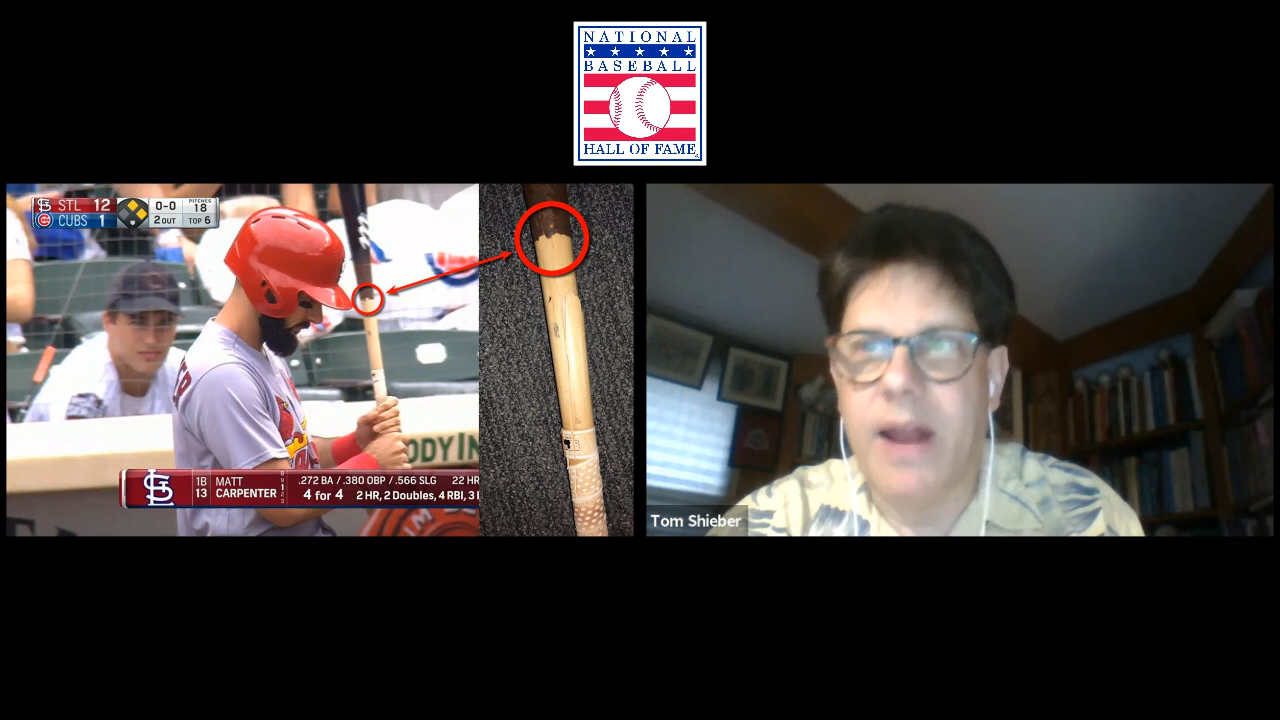 NATIONAL
BASEBALL
HALL OF FAME
STL 12
CUBS 1
0-0
2 OUT
PITCHES
18
TOP 6
1B
13
MATT
CARPENTER
.272 BA / .380 OBP / .566 SLG 22 HR
4 for 4 2 HR, 2 Doubles, 4 RBI, 3
Tom Shieber